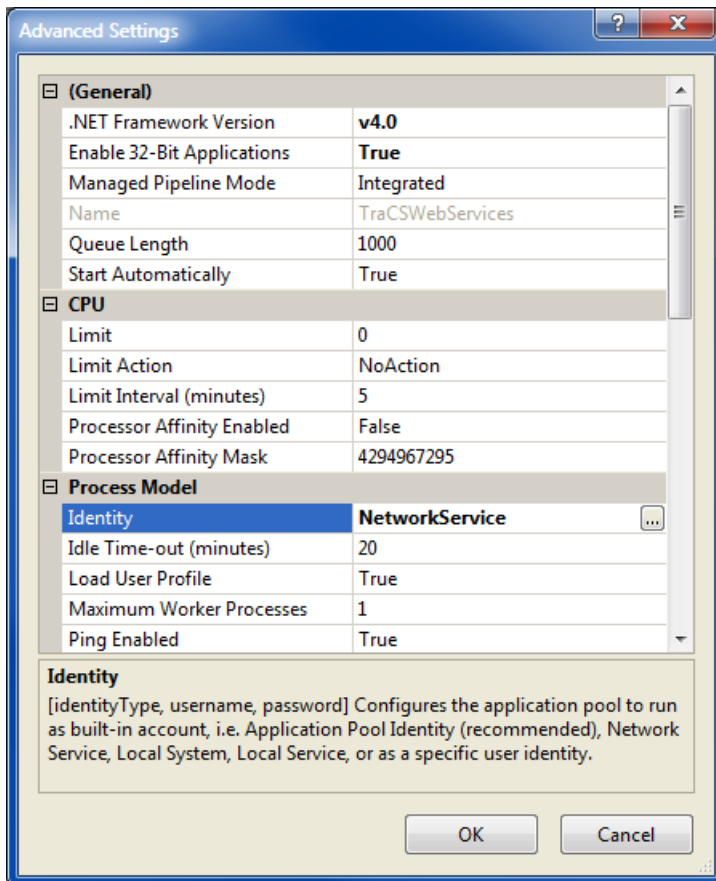 Advanced Settings
(General)
.NET Framework Version v4.0
Enable 32-Bit Applications True
Managed Pipeline Mode Integrated
Name TraCSWebServices
Queue Length 1000
Start Automatically True
CPU
Limit 0
Limit Action NoAction
Limit Interval (minutes) 5
Processor Affinity Enabled False
Processor Affinity Mask 4294967295
Process Model
Identity NetworkService ...
Idle Time-out (minutes) 20
Load User Profile True
Maximum Worker Processes 1
Ping Enabled True
Identity
[identityType, username, password] Configures the application pool to run
as built-in account, i.e. Application Pool Identity (recommended), Network
Service, Local System, Local Service, or as a specific user identity.
OK Cancel